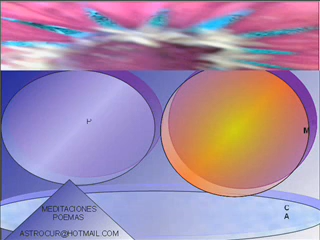 M
C
A
MEDITACIONES
POEMAS
ASTROCUR@HOTMAIL.COM